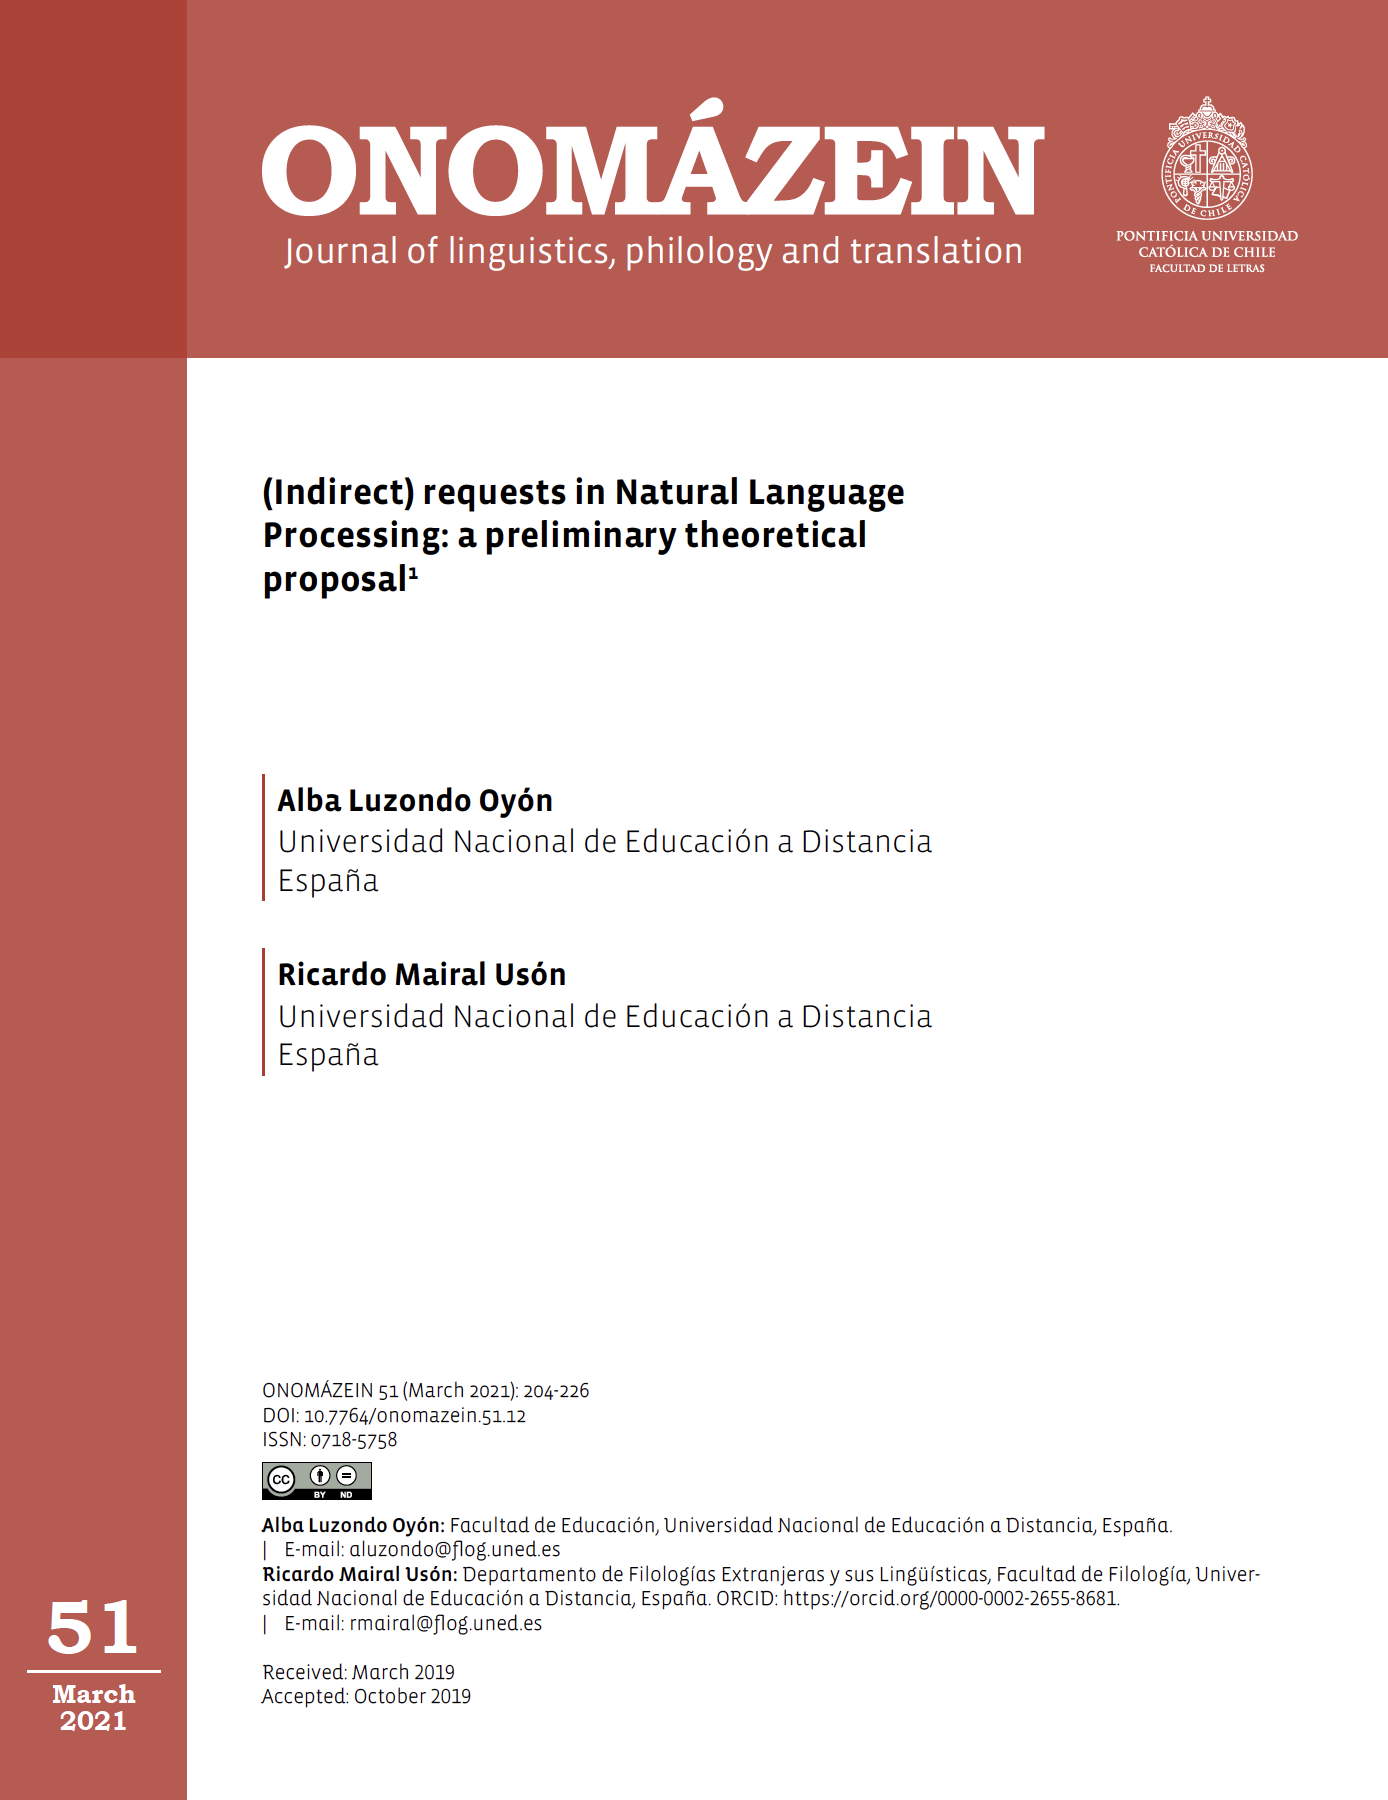 ONOMÁZEIN
Journal of linguistics, philology and translation
PONTIFICIA UNIVERSIDAD CATÓLICA DE CHILE
PONTIFICIA UNIVERSIDAD
CATÓLICA DE CHILE
FACULTAD DE LETRAS
(Indirect) requests in Natural Language
Processing: a preliminary theoretical
proposal¹
Alba Luzondo Oyón
Universidad Nacional de Educación a Distancia
España
Ricardo Mairal Usón
Universidad Nacional de Educación a Distancia
España
ONOMÁZEIN 51 (March 2021): 204-226
DOI: 10.7764/onomazein.51.12
ISSN: 0718-5758
cc BY ND
Alba Luzondo Oyón: Facultad de Educación, Universidad Nacional de Educación a Distancia, España.
| E-mail: aluzondo@flog.uned.es
Ricardo Mairal Usón: Departamento de Filologías Extranjeras y sus Lingüísticas, Facultad de Filología, Univer-
sidad Nacional de Educación a Distancia, España. ORCID: https://orcid.org/0000-0002-2655-8681.
| E-mail: rmairal@flog.uned.es
Received: March 2019
Accepted: October 2019
51
March
2021